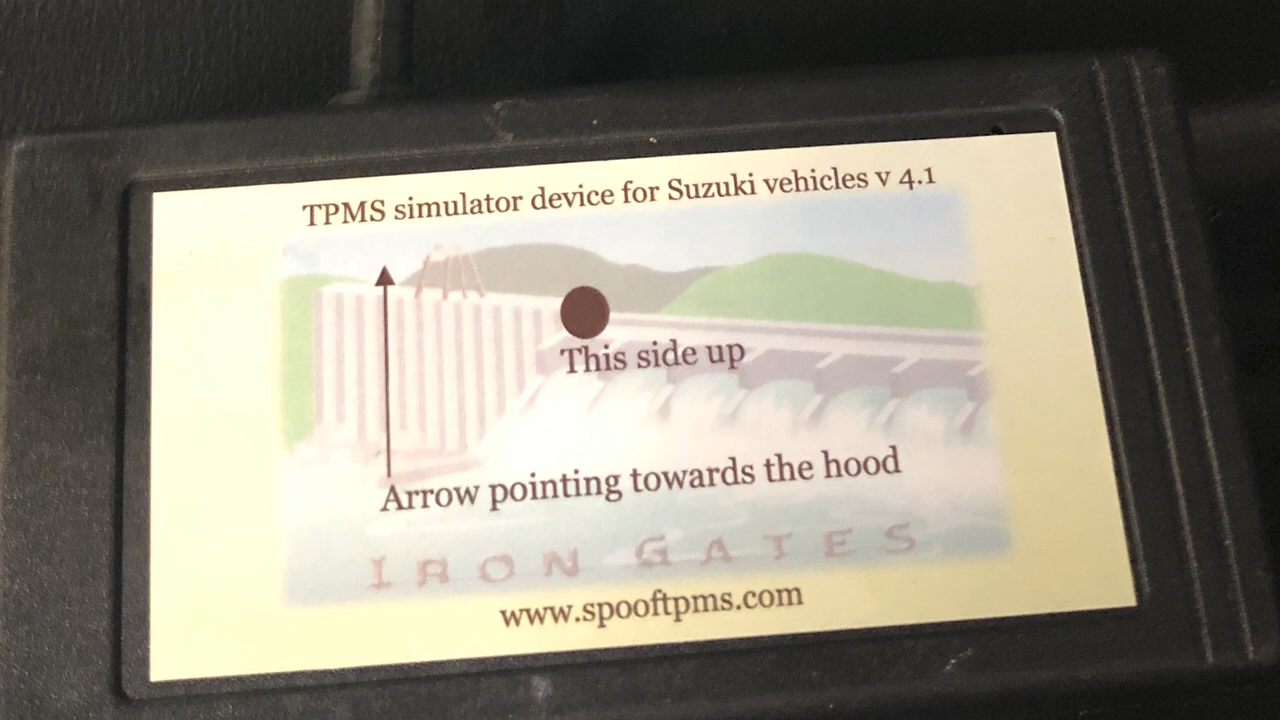 TPMS simulator device for Suzuki vehicles v 4.1
This side up
Arrow pointing towards the hood
IRON GATES
www.spooftpms.com